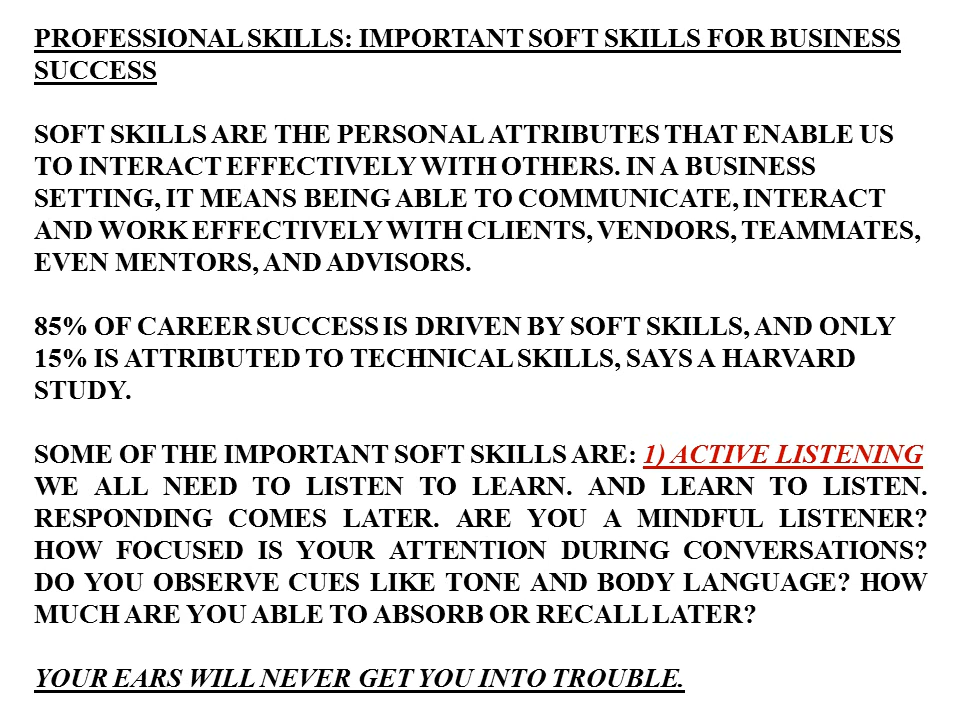 PROFESSIONAL SKILLS: IMPORTANT SOFT SKILLS FOR BUSINESS
SUCCESS
SOFT SKILLS ARE THE PERSONAL ATTRIBUTES THAT ENABLE US
TO INTERACT EFFECTIVELY WITH OTHERS. IN A BUSINESS
SETTING, IT MEANS BEING ABLE TO COMMUNICATE, INTERACT
AND WORK EFFECTIVELY WITH CLIENTS, VENDORS, TEAMMATES,
EVEN MENTORS, AND ADVISORS.
85% OF CAREER SUCCESS IS DRIVEN BY SOFT SKILLS, AND ONLY
15% IS ATTRIBUTED TO TECHNICAL SKILLS, SAYS A HARVARD
STUDY.
SOME OF THE IMPORTANT SOFT SKILLS ARE: 1) ACTIVE LISTENING
WE ALL NEED TO LISTEN TO LEARN. AND LEARN TO LISTEN.
RESPONDING COMES LATER. ARE YOU A MINDFUL LISTENER?
HOW FOCUSED IS YOUR ATTENTION DURING CONVERSATIONS?
DO YOU OBSERVE CUES LIKE TONE AND BODY LANGUAGE? HOW
MUCH ARE YOU ABLE TO ABSORB OR RECALL LATER?
YOUR EARS WILL NEVER GET YOU INTO TROUBLE.